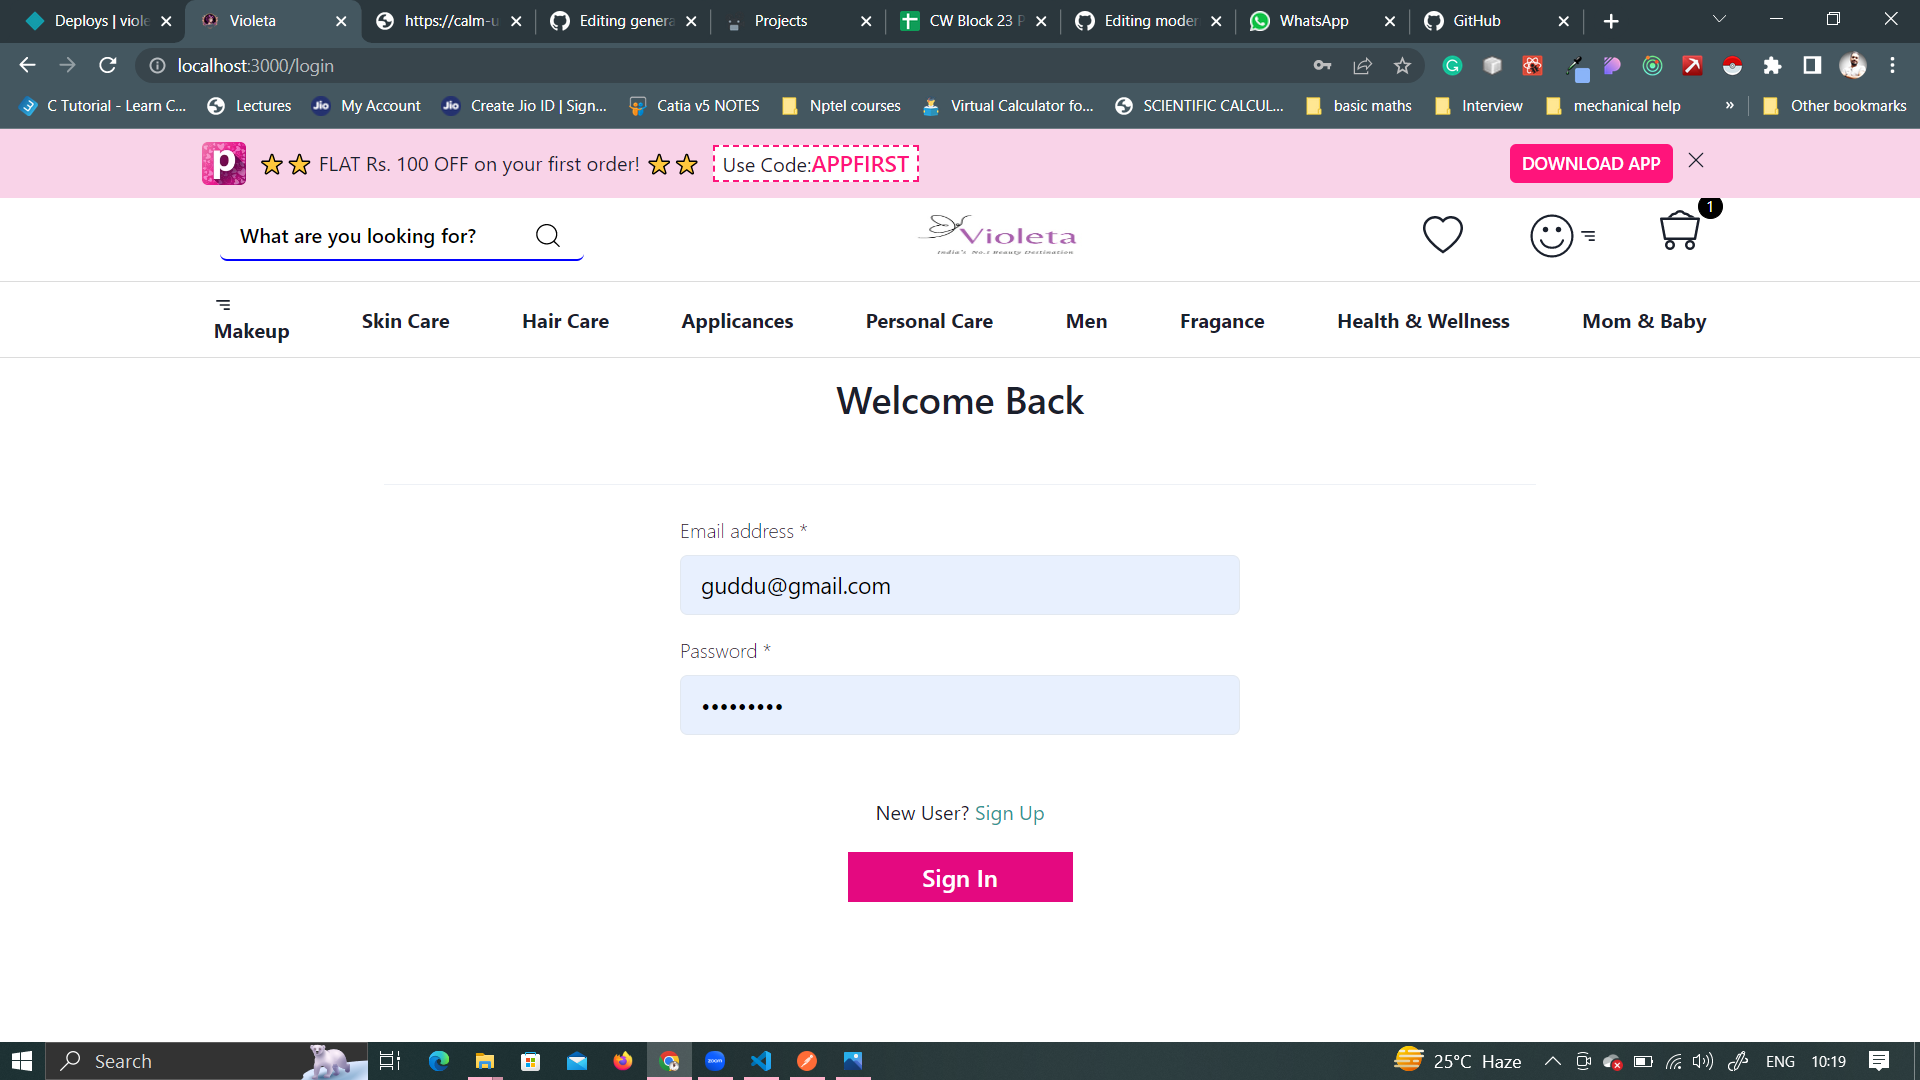 Deploys | viole
Violeta
https://calm-u
Editing genera
Projects
CW Block 23 P
Editing moder
WhatsApp
GitHub
localhost:3000/login
C Tutorial - Learn C...
Lectures
Jio
My Account
Jio
Create Jio ID | Sign...
Catia v5 NOTES
Nptel courses
Virtual Calculator fo...
SCIENTIFIC CALCUL...
basic maths
Interview
mechanical help
»
Other bookmarks
p
FLAT Rs. 100 OFF on your first order!
Use Code:APPFIRST
DOWNLOAD APP
What are you looking for?
Violeta
India's No.1 Beauty Destination
1
Makeup
Skin Care
Hair Care
Applicances
Personal Care
Men
Fragance
Health & Wellness
Mom & Baby
Welcome Back
Email address *
guddu@gmail.com
Password *
•••••••••
New User? Sign Up
Sign In
Search
zoom
25°C Haze
ENG
10:19